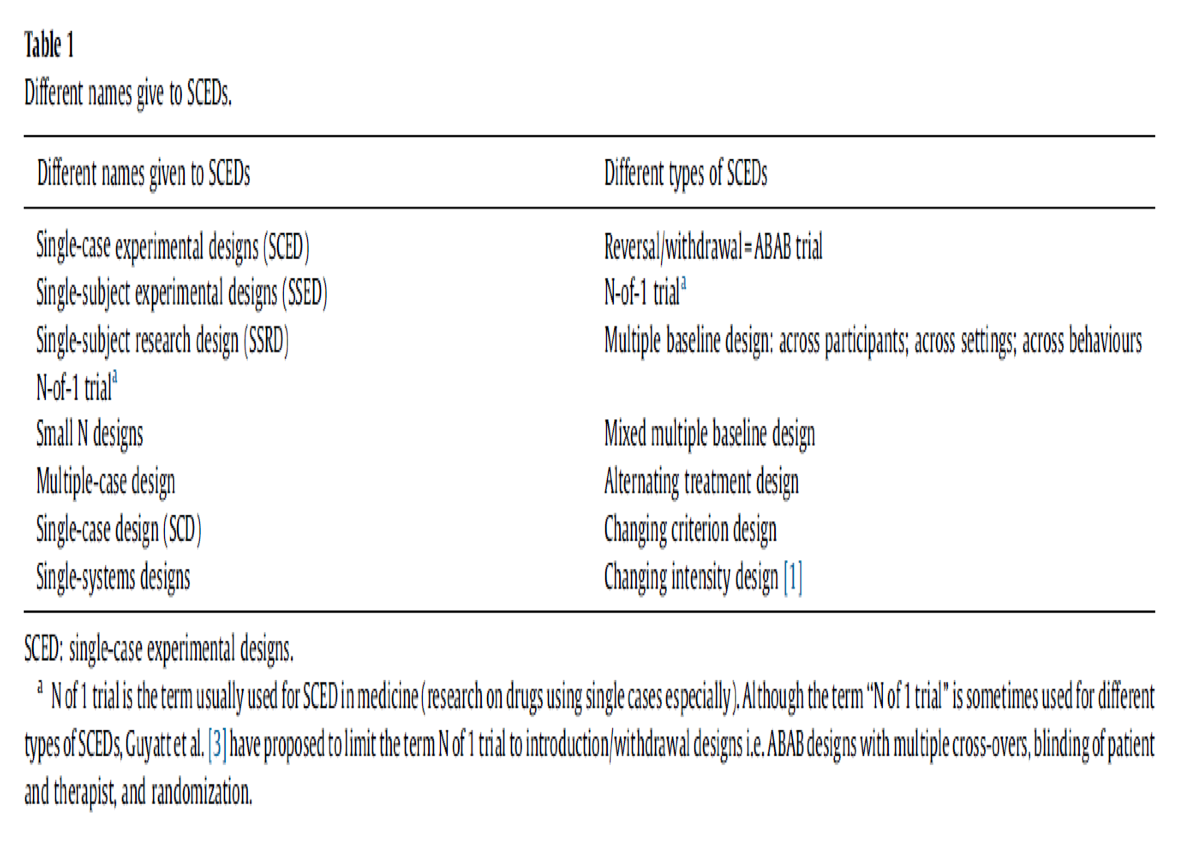 Table 1
Different names give to SCEDs.
Different names given to SCEDs Different types of SCEDs
Single-case experimental designs (SCED) Reversal/withdrawal = ABAB trial
Single-subject experimental designs (SSED) N-of-1 trialᵃ
Single-subject research design (SSRD) Multiple baseline design: across participants; across settings; across behaviours
N-of-1 trialᵃ
Small N designs Mixed multiple baseline design
Multiple-case design Alternating treatment design
Single-case design (SCD) Changing criterion design
Single-systems designs Changing intensity design [1]
SCED: single-case experimental designs.
ᵃ N of 1 trial is the term usually used for SCED in medicine (research on drugs using single cases especially). Although the term “N of 1 trial” is sometimes used for different
types of SCEDs, Guyatt et al. [3] have proposed to limit the term N of 1 trial to introduction/withdrawal designs i.e. ABAB designs with multiple cross-overs, blinding of patient
and therapist, and randomization.